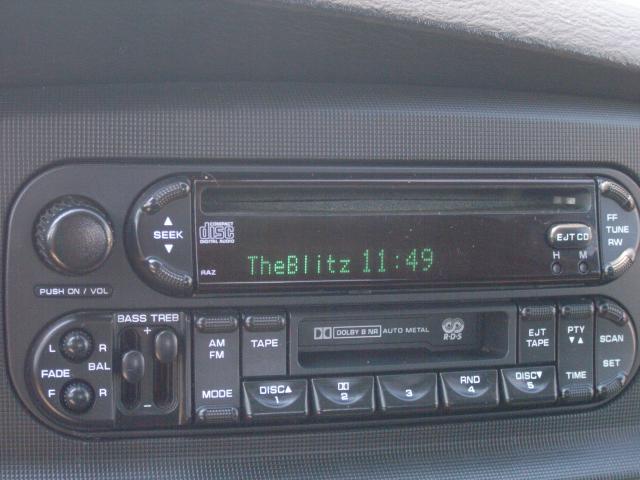 SEEK
COMPACT
disc
DIGITAL AUDIO
RAZ
TheBlitz 11:49
EJT CD
H M
FF
TUNE
RW
PUSH ON / VOL
BASS TREB
+
–
L R
FADE BAL
F R
AM
FM
MODE
TAPE
DOLBY B NR AUTO METAL
R·D·S
EJT
TAPE
PTY
TIME
SCAN
SET
DISC
1
2
3
RND
4
DISC
5